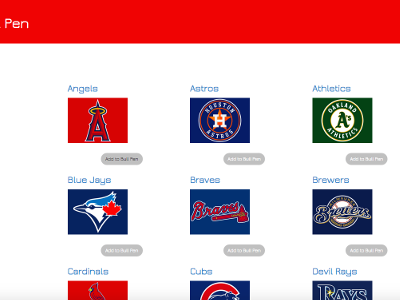 . Pen
Angels
Astros
Athletics
A
HOUSTON
H
ASTROS
OAKLAND
A's
ATHLETICS
Add to Bull Pen
Add to Bull Pen
Add to Bull Pen
Blue Jays
Braves
Brewers
Braves
Brewers
Add to Bull Pen
Add to Bull Pen
Add to Bull Pen
Cardinals
Cubs
Devil Rays
RAYS